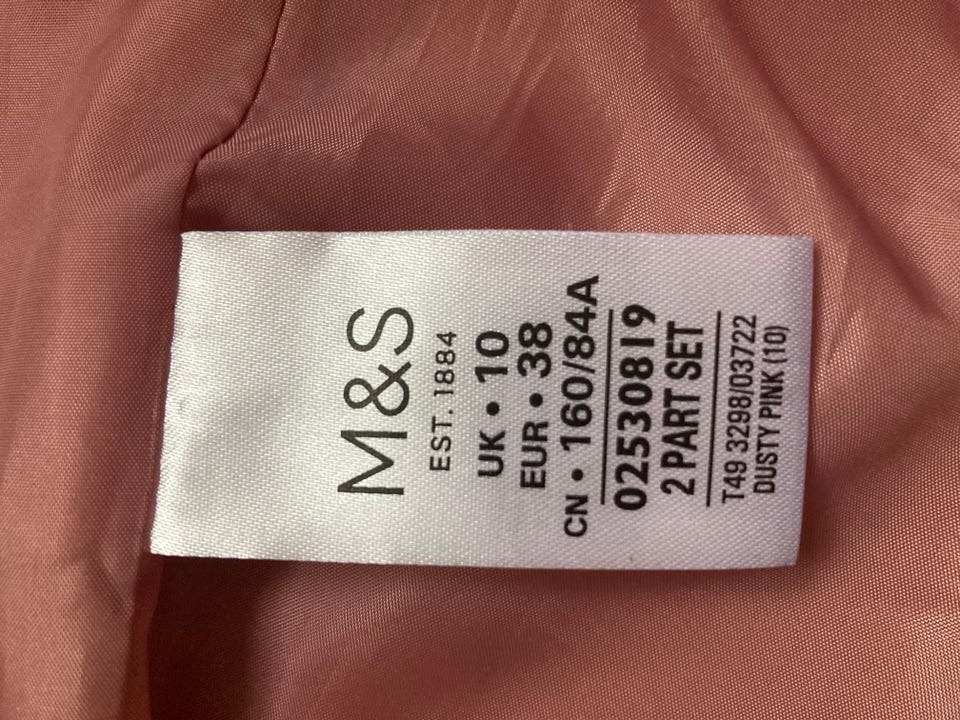 M&S
EST. 1884
UK • 10
EUR • 38
CN • 160/84A
02530819
2 PART SET
T49 3298/03722
DUSTY PINK (10)